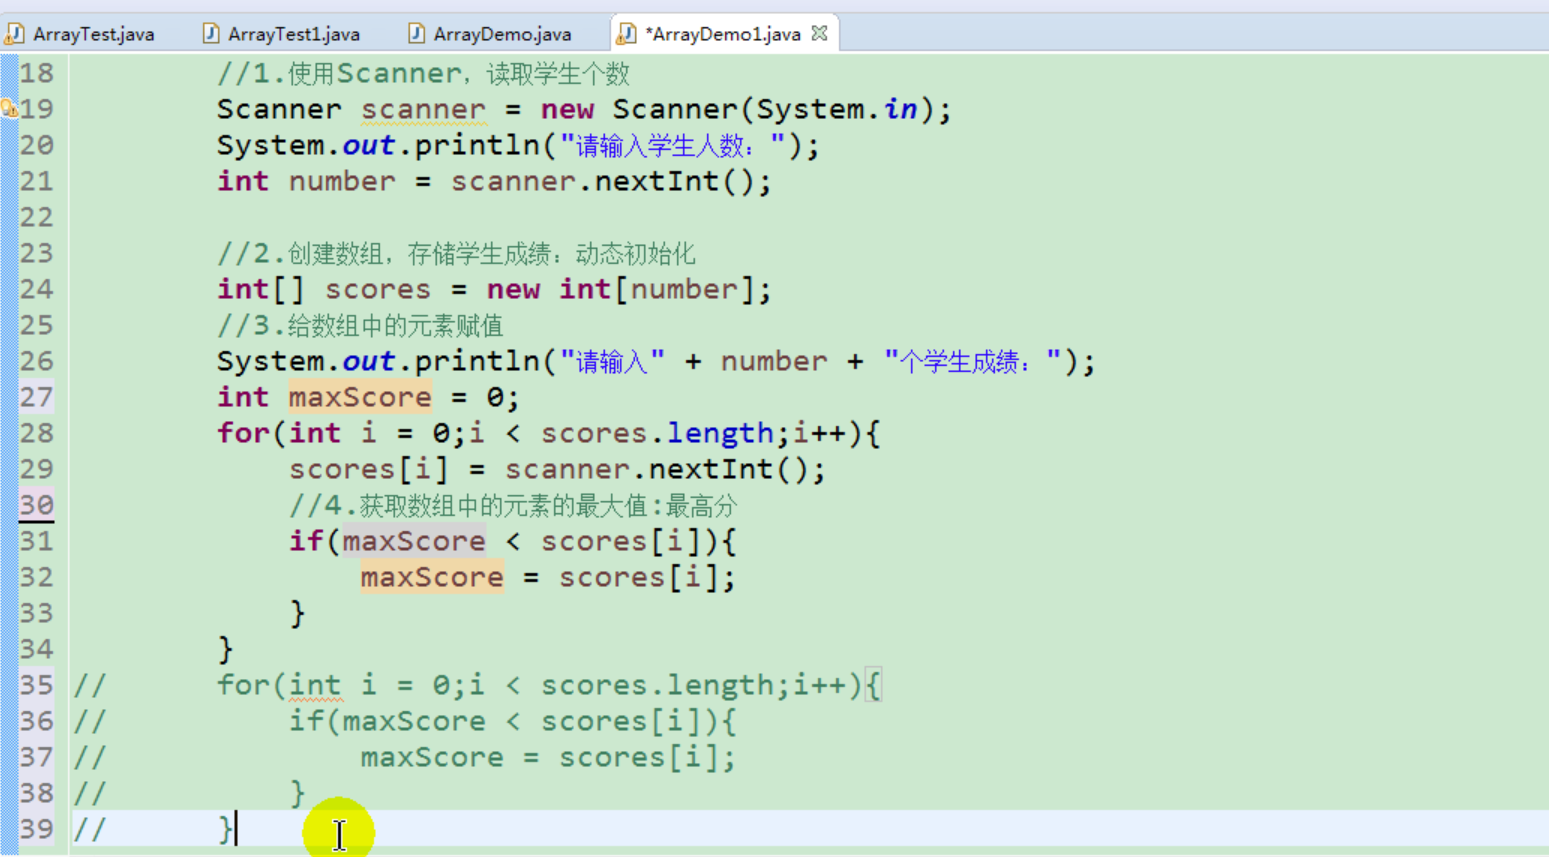 ArrayTest.java ArrayTest1.java ArrayDemo.java *ArrayDemo1.java
18 //1.使用Scanner，读取学生个数
19 Scanner scanner = new Scanner(System.in);
20 System.out.println("请输入学生人数：");
21 int number = scanner.nextInt();
22
23 //2.创建数组，存储学生成绩：动态初始化
24 int[] scores = new int[number];
25 //3.给数组中的元素赋值
26 System.out.println("请输入" + number + "个学生成绩：");
27 int maxScore = 0;
28 for(int i = 0;i < scores.length;i++){
29 scores[i] = scanner.nextInt();
30 //4.获取数组中的元素的最大值:最高分
31 if(maxScore < scores[i]){
32 maxScore = scores[i];
33 }
34 }
35 // for(int i = 0;i < scores.length;i++){
36 // if(maxScore < scores[i]){
37 // maxScore = scores[i];
38 // }
39 // }